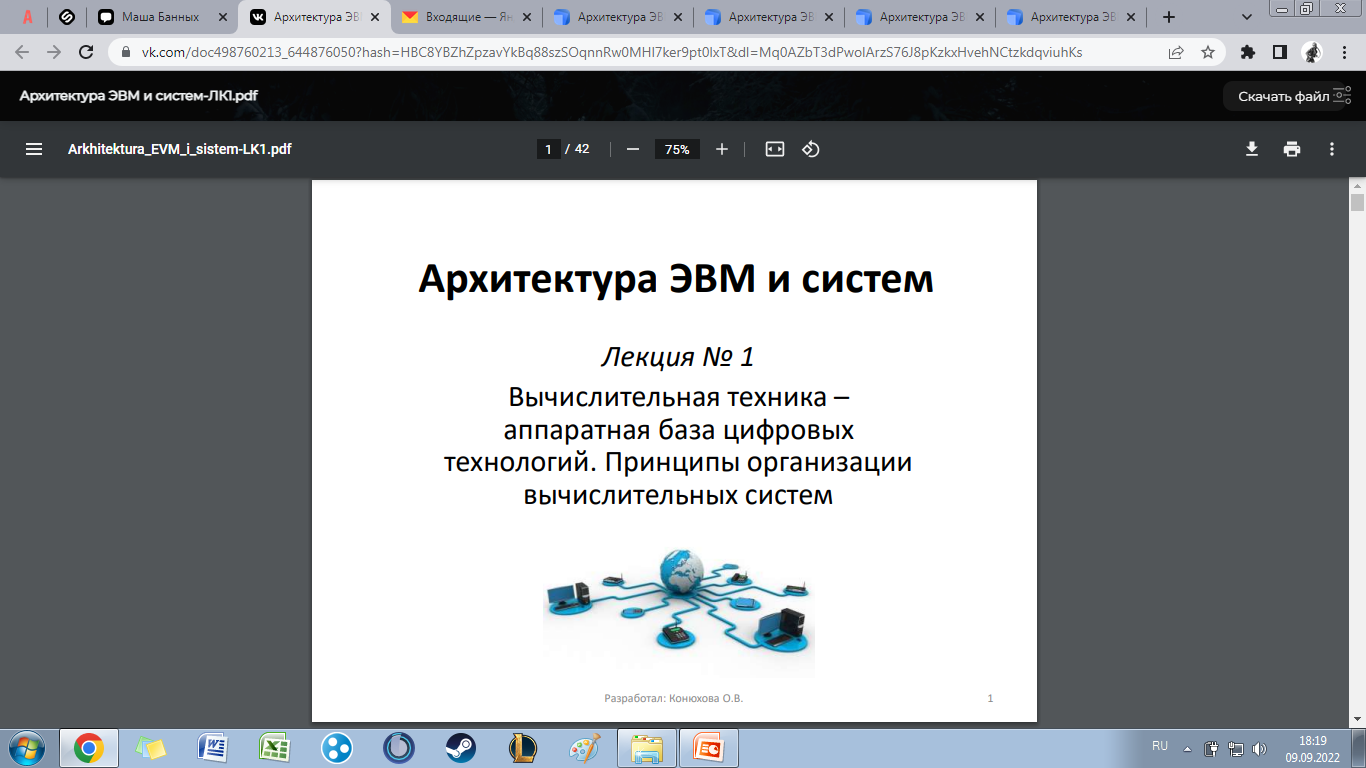 Маша Банных
Архитектура ЭВ
Входящие — Ян
Архитектура ЭВ
Архитектура ЭВ
Архитектура ЭВ
Архитектура ЭВ
vk.com/doc498760213_644876050?hash=HBC8YBZhZpzavYkBq88szSOqnnRw0MHI7ker9pt0lxT&dl=Mq0AZbT3dPwolArzS76J8pKzkxHvehNCtzkdqviuhKs
Архитектура ЭВМ и систем-ЛК1.pdf
Скачать файл
Arkhitektura_EVM_i_sistem-LK1.pdf
1 / 42
75%
Архитектура ЭВМ и систем
Лекция № 1
Вычислительная техника –
аппаратная база цифровых
технологий. Принципы организации
вычислительных систем
Разработал: Конюхова О.В.
1
RU
18:19
09.09.2022